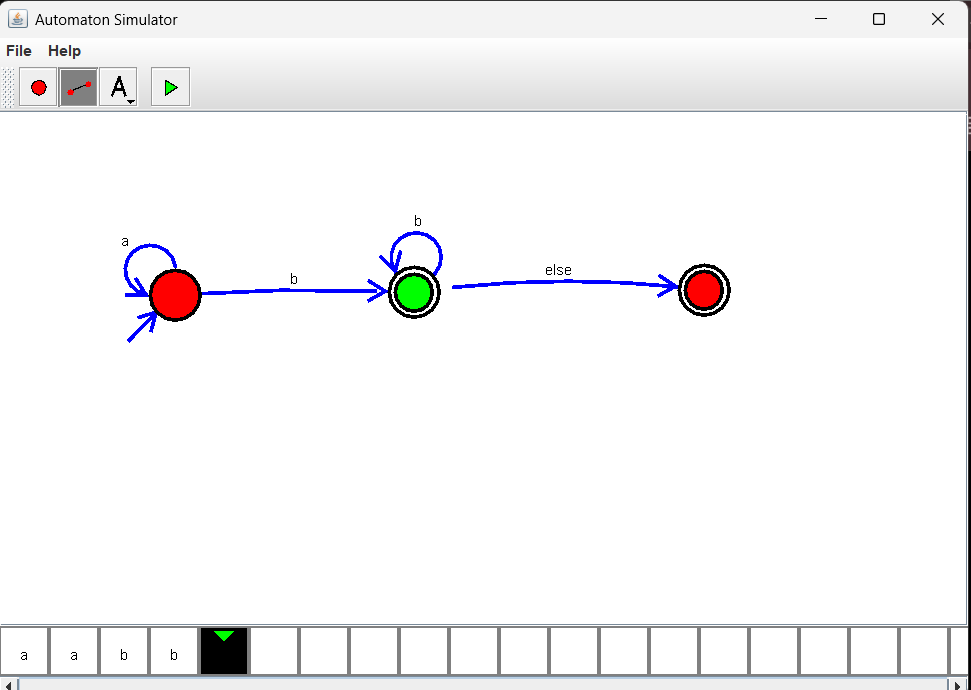 Automaton Simulator
File Help
A
b
a
else
b
a a b b